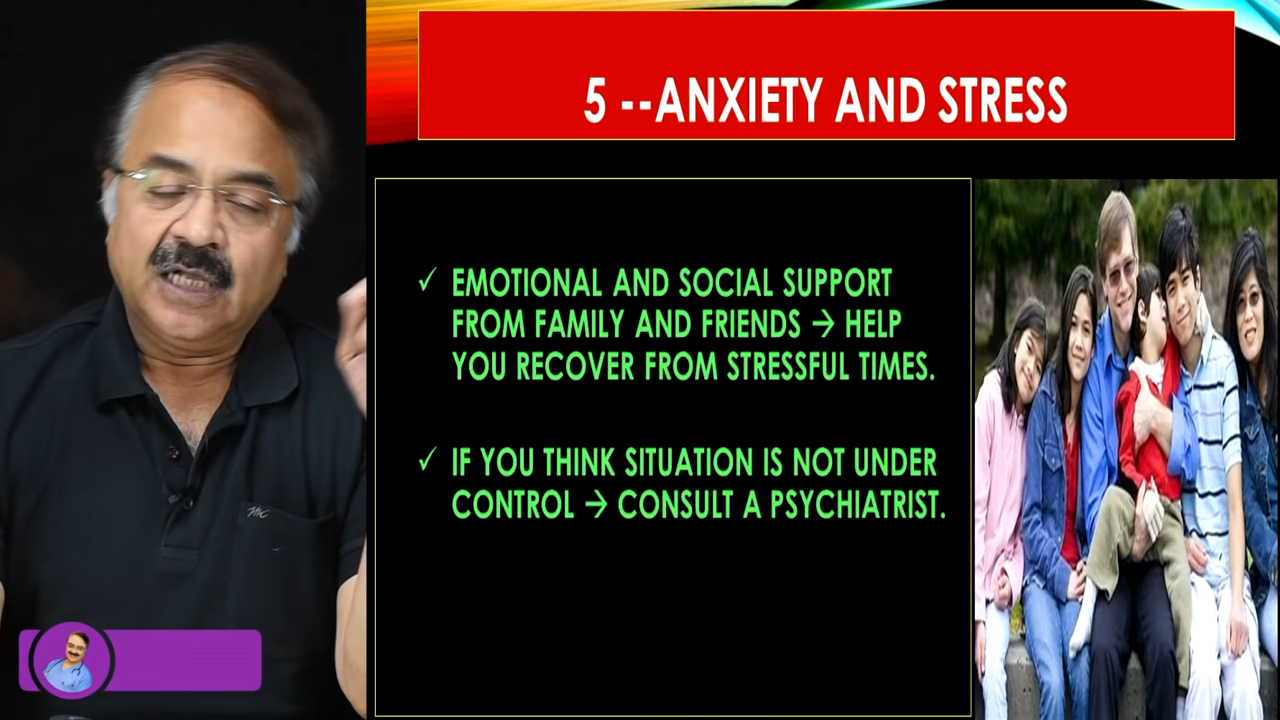 5 --ANXIETY AND STRESS
✓ EMOTIONAL AND SOCIAL SUPPORT
FROM FAMILY AND FRIENDS → HELP
YOU RECOVER FROM STRESSFUL TIMES.
✓ IF YOU THINK SITUATION IS NOT UNDER
CONTROL → CONSULT A PSYCHIATRIST.